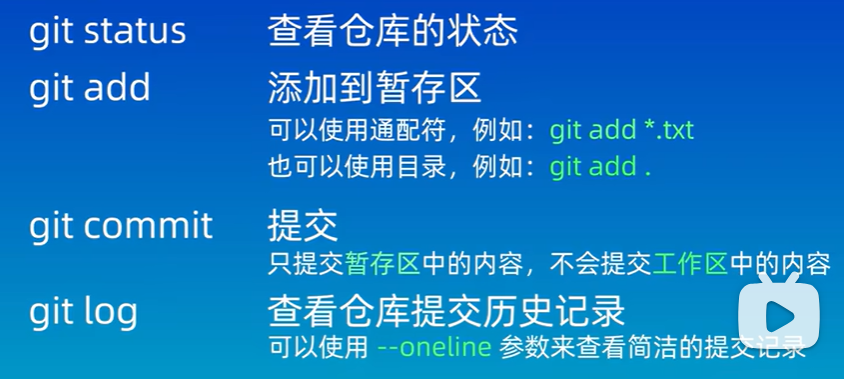 git status 查看仓库的状态
git add 添加到暂存区
可以使用通配符，例如：git add *.txt
也可以使用目录，例如：git add .
git commit 提交
只提交暂存区中的内容，不会提交工作区中的内容
git log 查看仓库提交历史记录
可以使用 --oneline 参数来查看简洁的提交记录